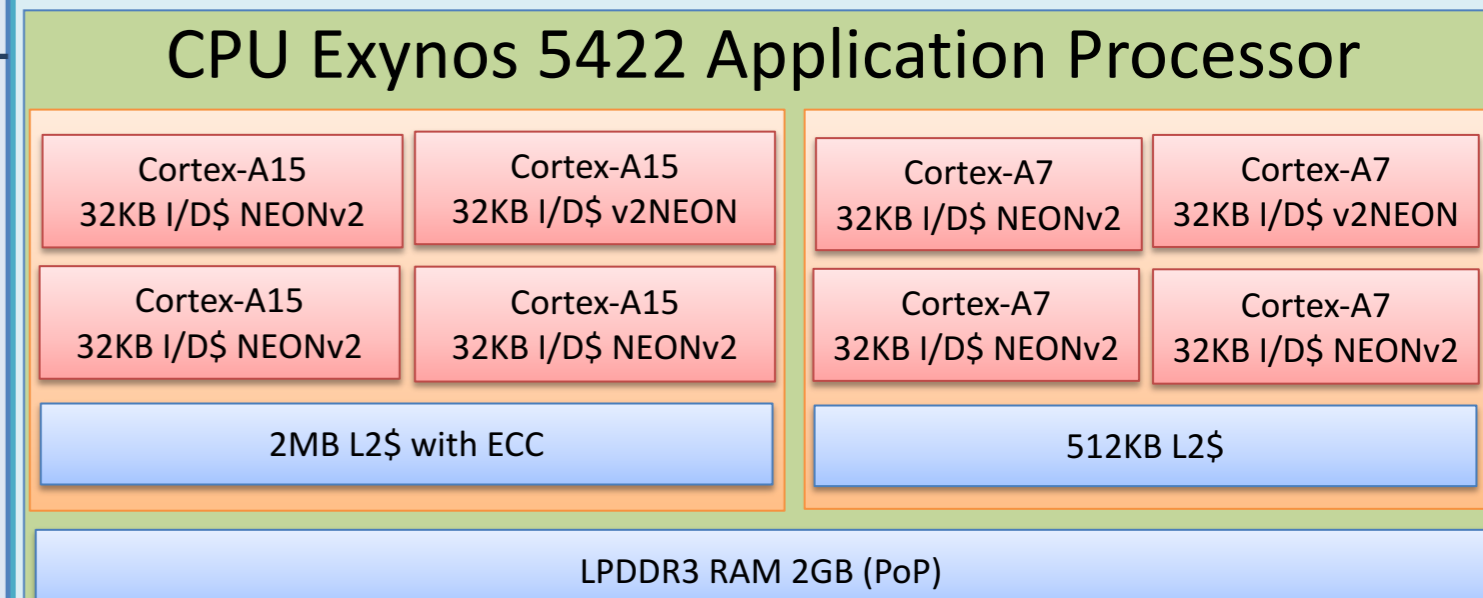 CPU Exynos 5422 Application Processor
Cortex-A15
32KB I/D$ NEONv2
Cortex-A15
32KB I/D$ v2NEON
Cortex-A15
32KB I/D$ NEONv2
Cortex-A15
32KB I/D$ NEONv2
2MB L2$ with ECC
Cortex-A7
32KB I/D$ NEONv2
Cortex-A7
32KB I/D$ v2NEON
Cortex-A7
32KB I/D$ NEONv2
Cortex-A7
32KB I/D$ NEONv2
512KB L2$
LPDDR3 RAM 2GB (PoP)